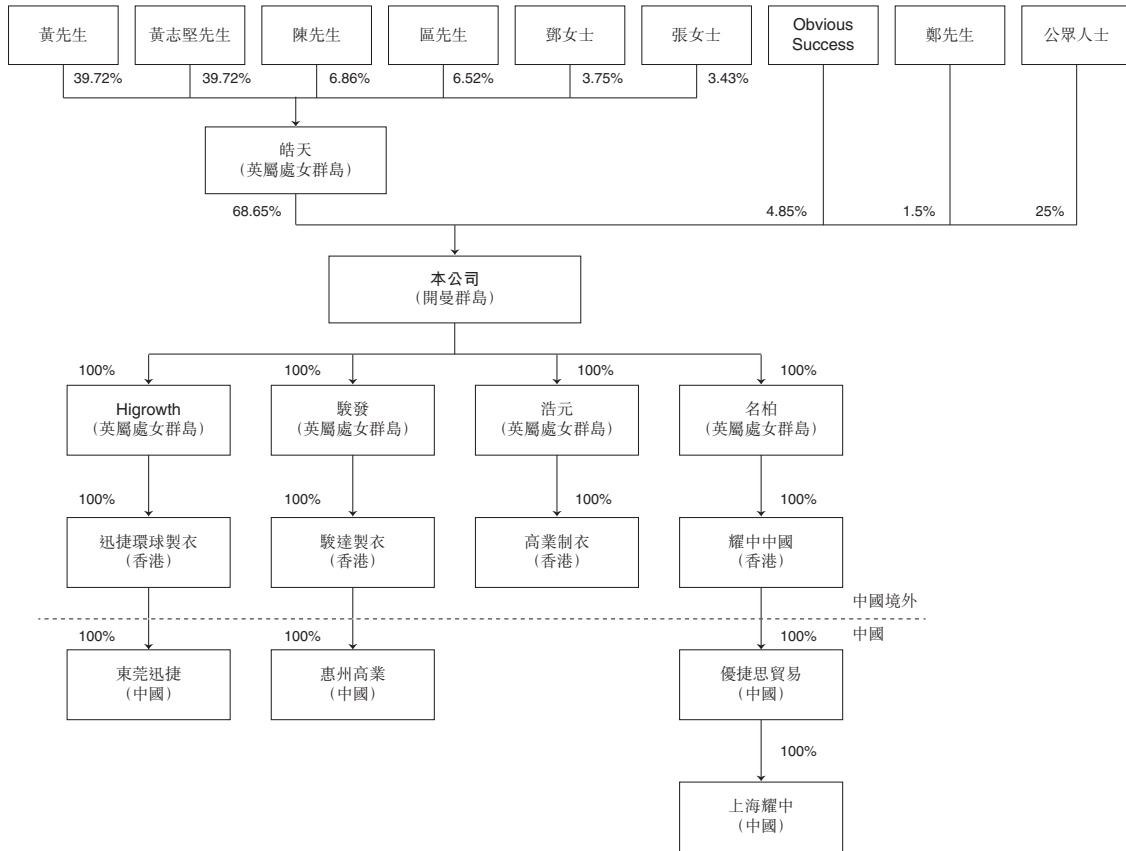 黃先生
黃志堅先生
陳先生
區先生
鄧女士
張女士
Obvious
Success
鄭先生
公眾人士
39.72%
39.72%
6.86%
6.52%
3.75%
3.43%
皓天
(英屬處女群島)
68.65%
4.85%
1.5%
25%
本公司
(開曼群島)
100%
100%
100%
100%
Higrowth
(英屬處女群島)
駿發
(英屬處女群島)
浩元
(英屬處女群島)
名柏
(英屬處女群島)
100%
100%
100%
100%
迅捷環球製衣
(香港)
駿達製衣
(香港)
高業制衣
(香港)
耀中中國
(香港)
中國境外
中國
100%
100%
100%
東莞迅捷
(中國)
惠州高業
(中國)
優捷思貿易
(中國)
100%
上海耀中
(中國)